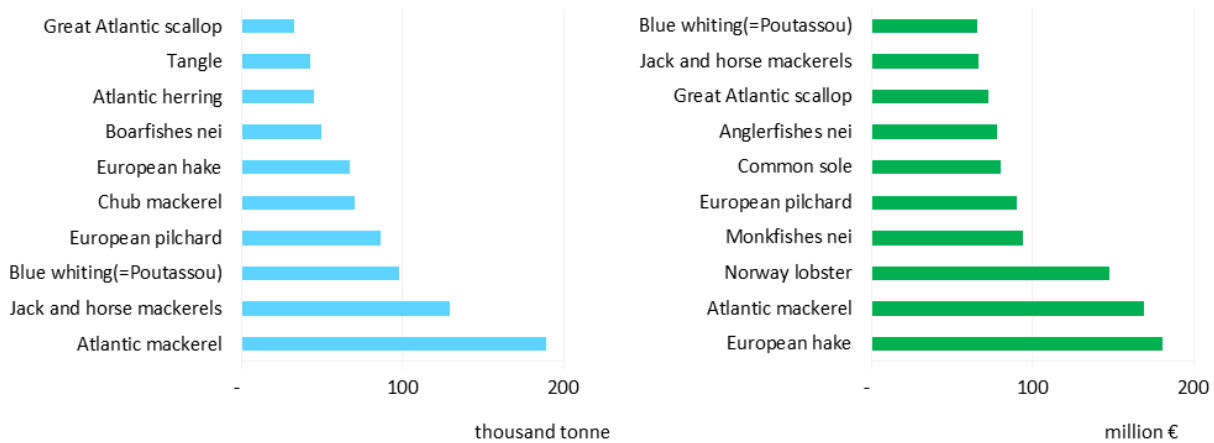 Great Atlantic scallop
Tangle
Atlantic herring
Boarfishes nei
European hake
Chub mackerel
European pilchard
Blue whiting(=Poutassou)
Jack and horse mackerels
Atlantic mackerel
- 100 200
thousand tonne
Blue whiting(=Poutassou)
Jack and horse mackerels
Great Atlantic scallop
Anglerfishes nei
Common sole
European pilchard
Monkfishes nei
Norway lobster
Atlantic mackerel
European hake
- 100 200
million €